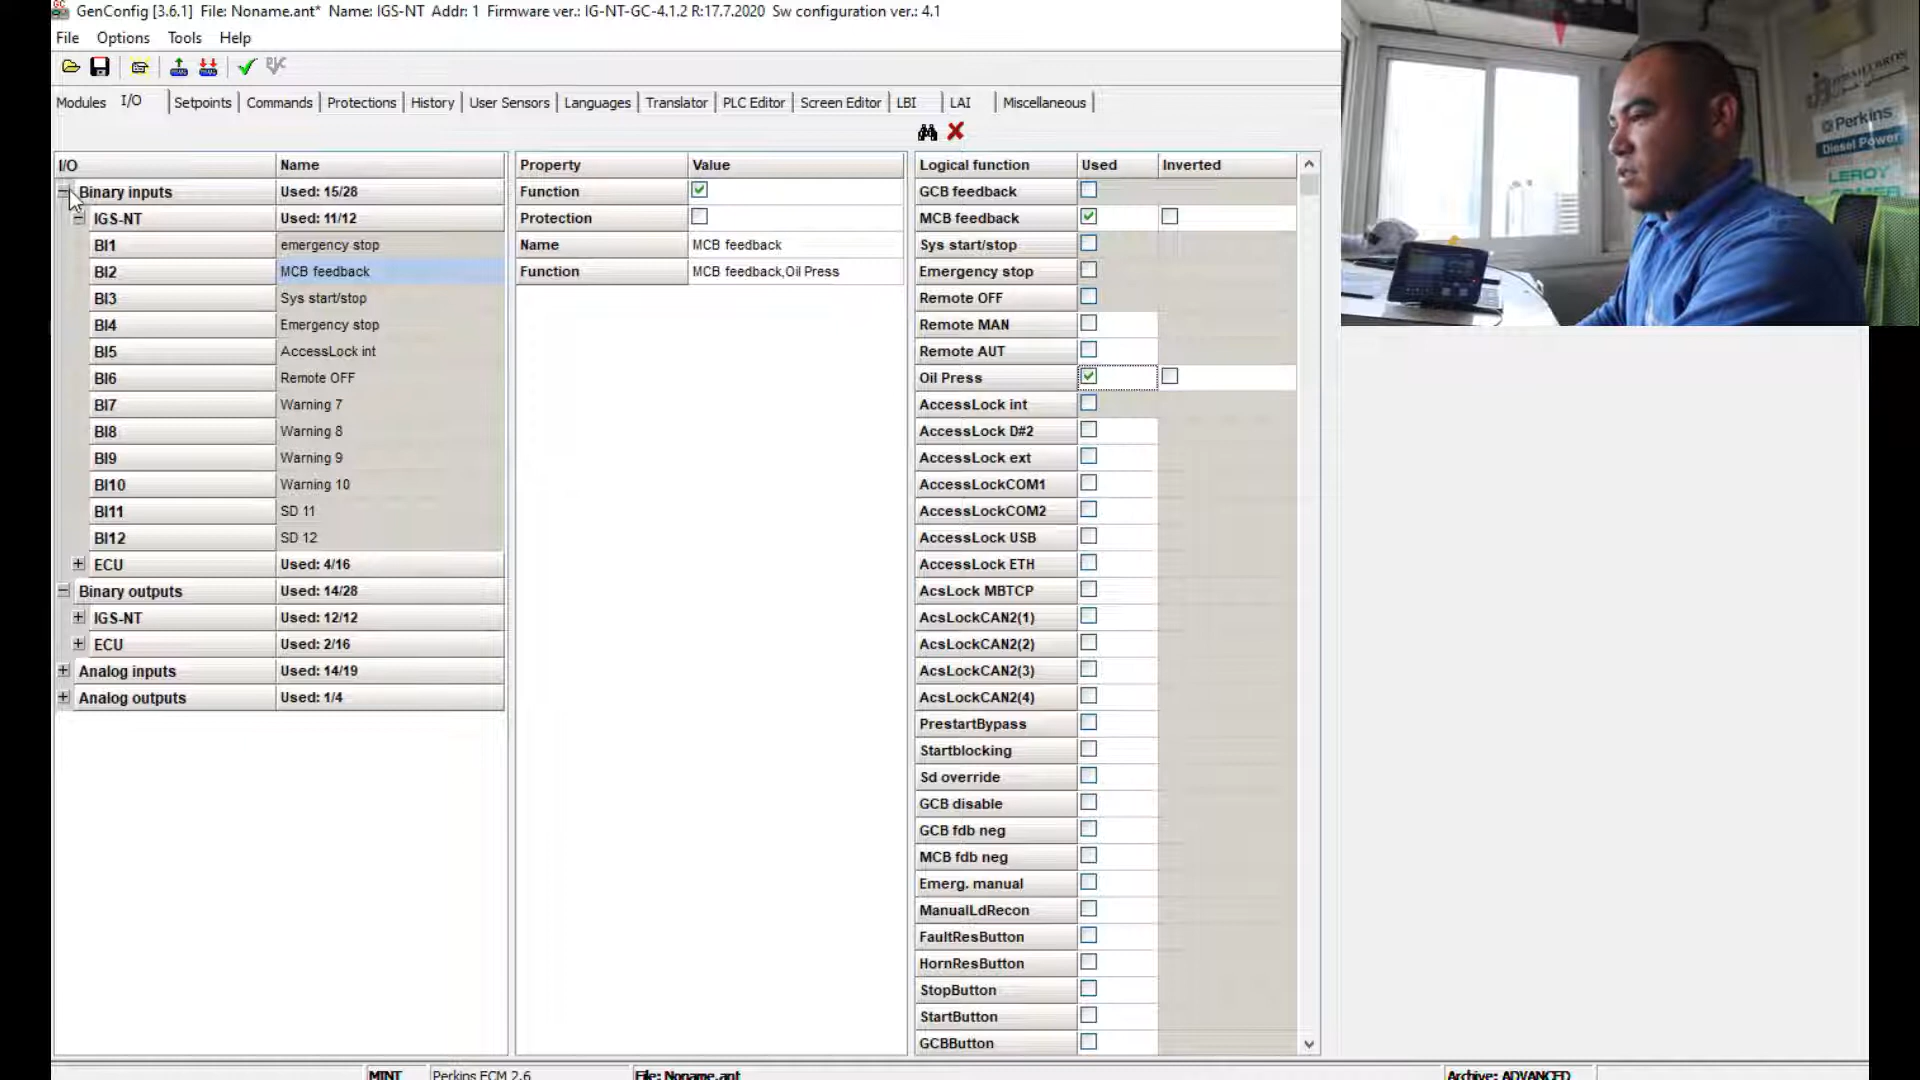 GenConfig [3.6.1] File: Noname.ant* Name: IGS-NT Addr: 1 Firmware ver.: IG-NT-GC-4.1.2 R:17.7.2020 Sw configuration ver.: 4.1
File Options Tools Help
Modules I/O Setpoints Commands Protections History User Sensors Languages Translator PLC Editor Screen Editor LBI LAI Miscellaneous
I/O Name Property Value Logical function Used Inverted
Binary inputs Used: 15/28 Function GCB feedback
IGS-NT Used: 11/12 Protection MCB feedback
BI1 emergency stop Name MCB feedback Sys start/stop
BI2 MCB feedback Function MCB feedback,Oil Press Emergency stop
BI3 Sys start/stop Remote OFF
BI4 Emergency stop Remote MAN
BI5 AccessLock int Remote AUT
BI6 Remote OFF Oil Press
BI7 Warning 7 AccessLock int
BI8 Warning 8 AccessLock D#2
BI9 Warning 9 AccessLock ext
BI10 Warning 10 AccessLockCOM1
BI11 SD 11 AccessLockCOM2
BI12 SD 12 AccessLock USB
ECU Used: 4/16 AccessLock ETH
Binary outputs Used: 14/28 AcsLock MBTCP
IGS-NT Used: 12/12 AcsLockCAN2(1)
ECU Used: 2/16 AcsLockCAN2(2)
Analog inputs Used: 14/19 AcsLockCAN2(3)
Analog outputs Used: 1/4 AcsLockCAN2(4)
PrestartBypass
Startblocking
Sd override
GCB disable
GCB fdb neg
MCB fdb neg
Emerg. manual
ManualLdRecon
FaultResButton
HornResButton
StopButton
StartButton
GCBButton
MINT Perkins ECM 2.6 File: Noname.ant Archive: ADVANCED
Perkins
Diesel Power
LEROY